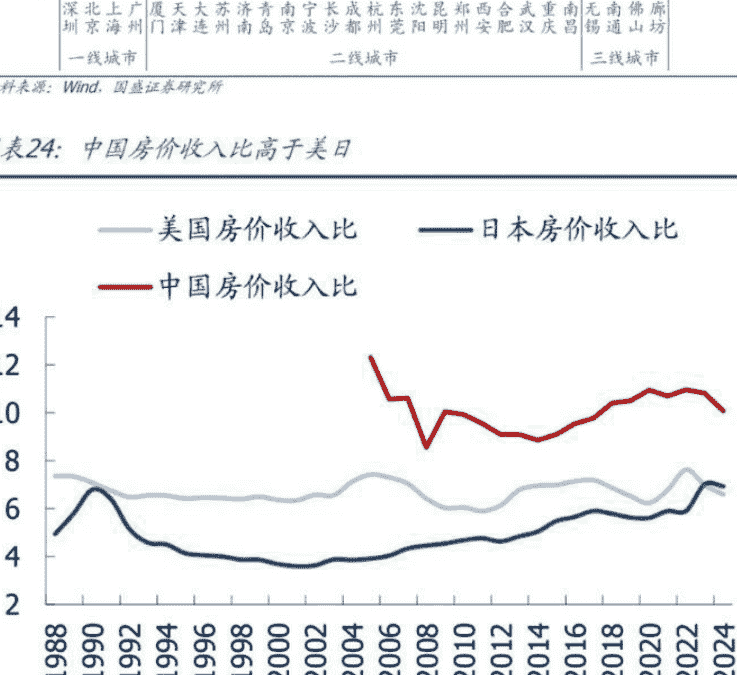 深圳 北京 上海 广州 厦门 天津 大连 苏州 济南 青岛 南京 宁波 长沙 成都 杭州 东莞 沈阳 昆明 郑州 西安 合肥 武汉 重庆 南昌 无锡 南通 佛山 廊坊
一线城市 二线城市 三线城市
料来源：Wind，国盛证券研究所
表24：中国房价收入比高于美日
美国房价收入比 日本房价收入比
中国房价收入比
14
12
10
8
6
4
2
1988 1990 1992 1994 1996 1998 2000 2002 2004 2006 2008 2010 2012 2014 2016 2018 2020 2022 2024